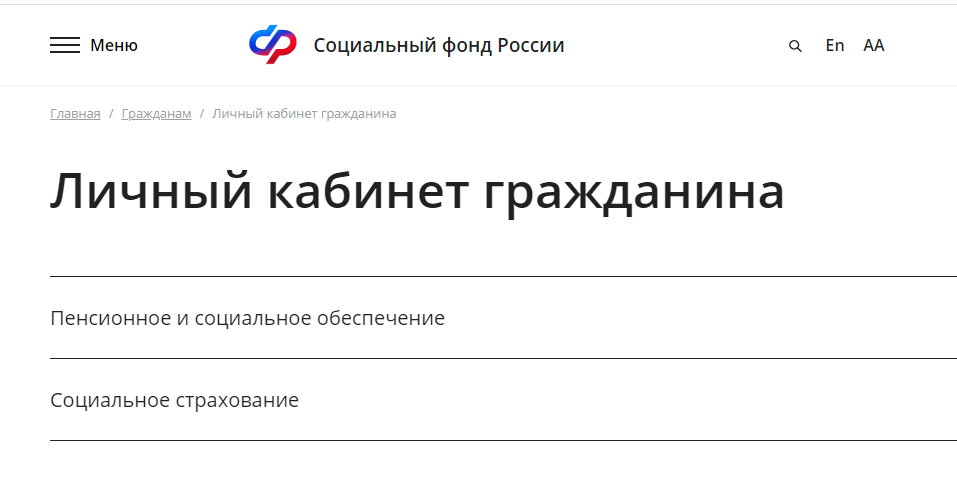 Меню
Социальный фонд России
En AA
Главная / Гражданам / Личный кабинет гражданина
Личный кабинет гражданина
Пенсионное и социальное обеспечение
Социальное страхование